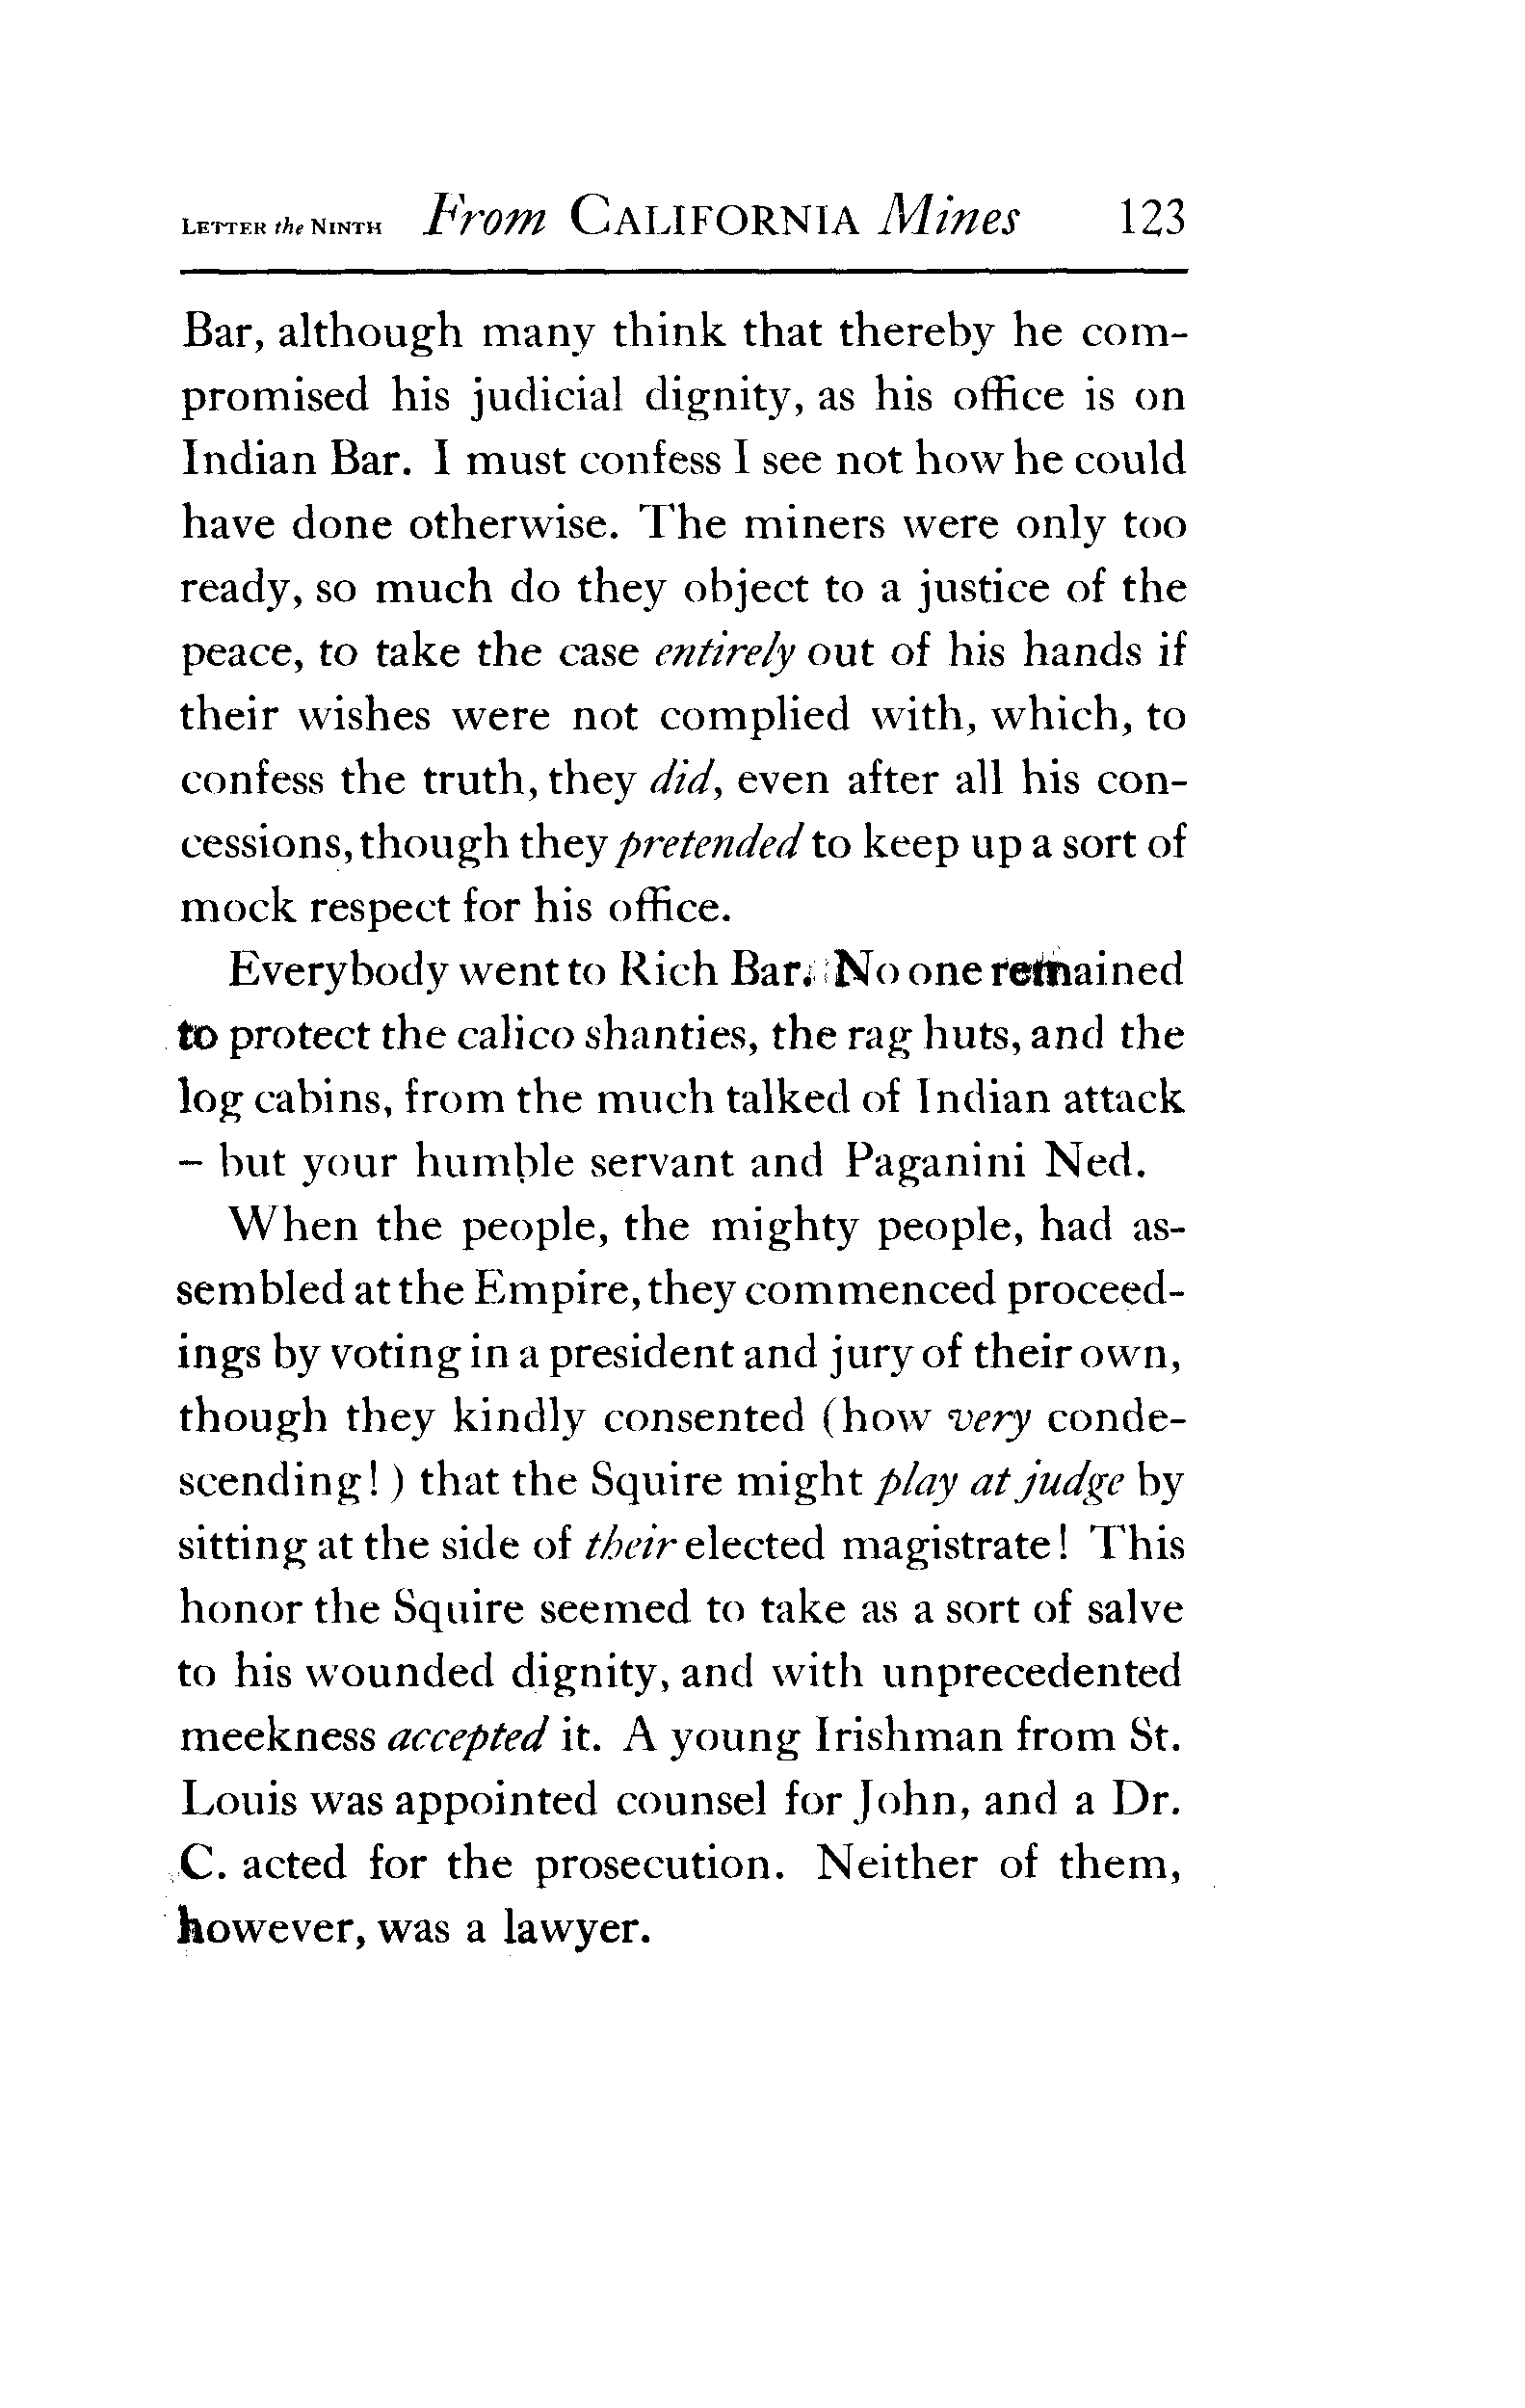 LETTER the NINTH From CALIFORNIA Mines 123
Bar, although many think that thereby he com-
promised his judicial dignity, as his office is on
Indian Bar. I must confess I see not how he could
have done otherwise. The miners were only too
ready, so much do they object to a justice of the
peace, to take the case entirely out of his hands if
their wishes were not complied with, which, to
confess the truth, they did, even after all his con-
cessions, though they pretended to keep up a sort of
mock respect for his office.
Everybody went to Rich Bar. No one remained
to protect the calico shanties, the rag huts, and the
log cabins, from the much talked of Indian attack
– but your humble servant and Paganini Ned.
When the people, the mighty people, had as-
sembled at the Empire, they commenced proceed-
ings by voting in a president and jury of their own,
though they kindly consented (how very conde-
scending!) that the Squire might play at judge by
sitting at the side of their elected magistrate! This
honor the Squire seemed to take as a sort of salve
to his wounded dignity, and with unprecedented
meekness accepted it. A young Irishman from St.
Louis was appointed counsel for John, and a Dr.
C. acted for the prosecution. Neither of them,
however, was a lawyer.